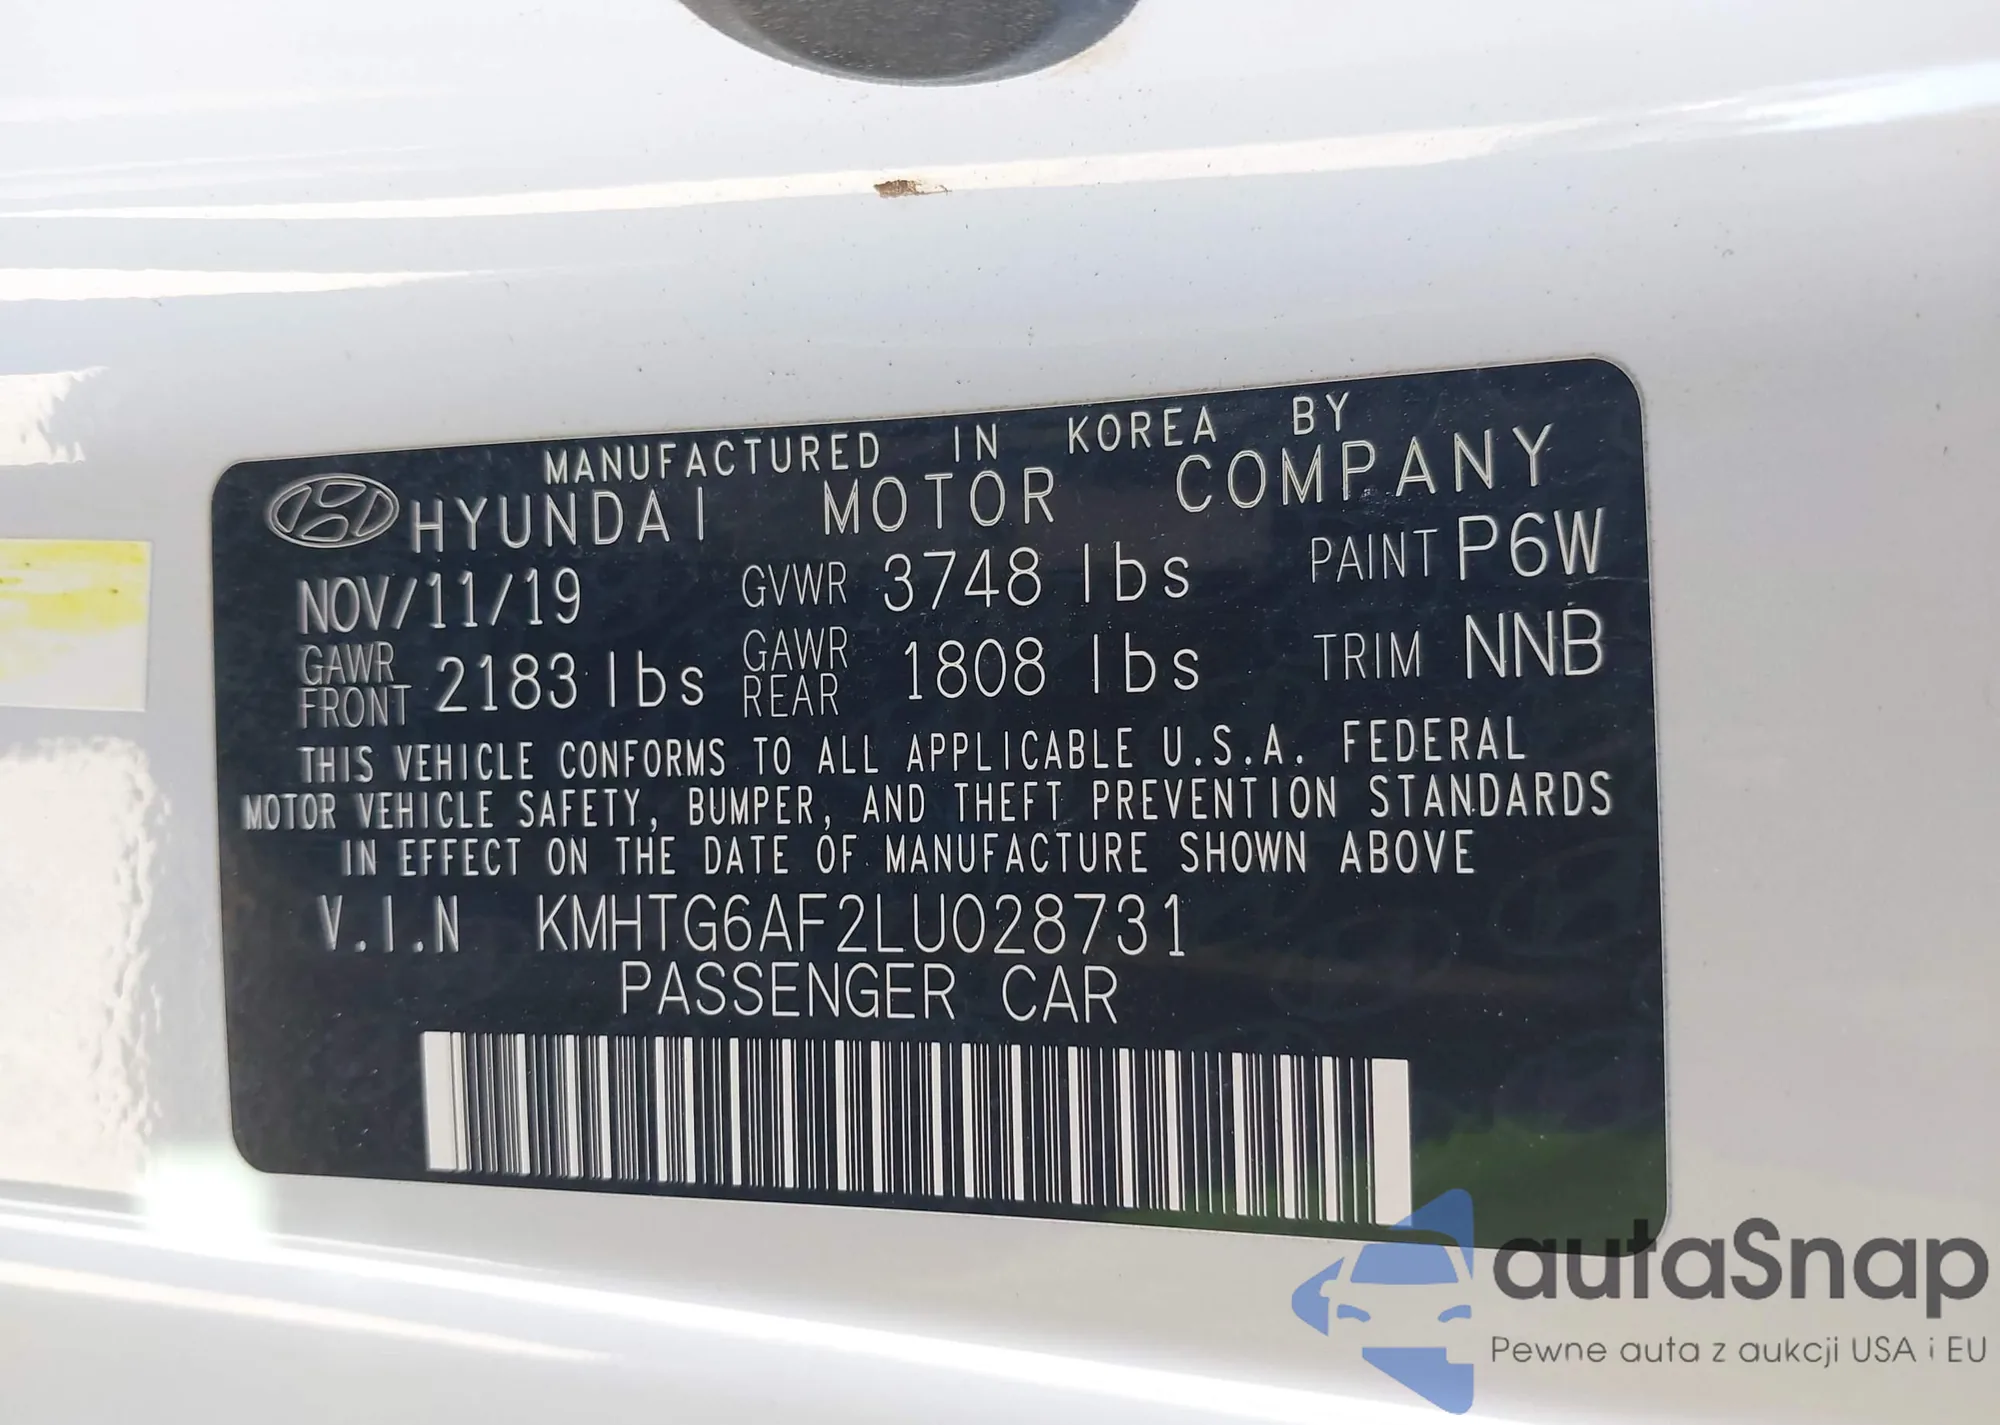 MANUFACTURED IN KOREA BY
HYUNDAI MOTOR COMPANY
NOV/11/19 GVWR 3748 lbs PAINT P6W
GAWR FRONT 2183 lbs GAWR REAR 1808 lbs TRIM NNB
THIS VEHICLE CONFORMS TO ALL APPLICABLE U.S.A. FEDERAL
MOTOR VEHICLE SAFETY, BUMPER, AND THEFT PREVENTION STANDARDS
IN EFFECT ON THE DATE OF MANUFACTURE SHOWN ABOVE
V.I.N KMHTG6AF2LU028731
PASSENGER CAR
autaSnap
Pewne auta z aukcji USA i EU